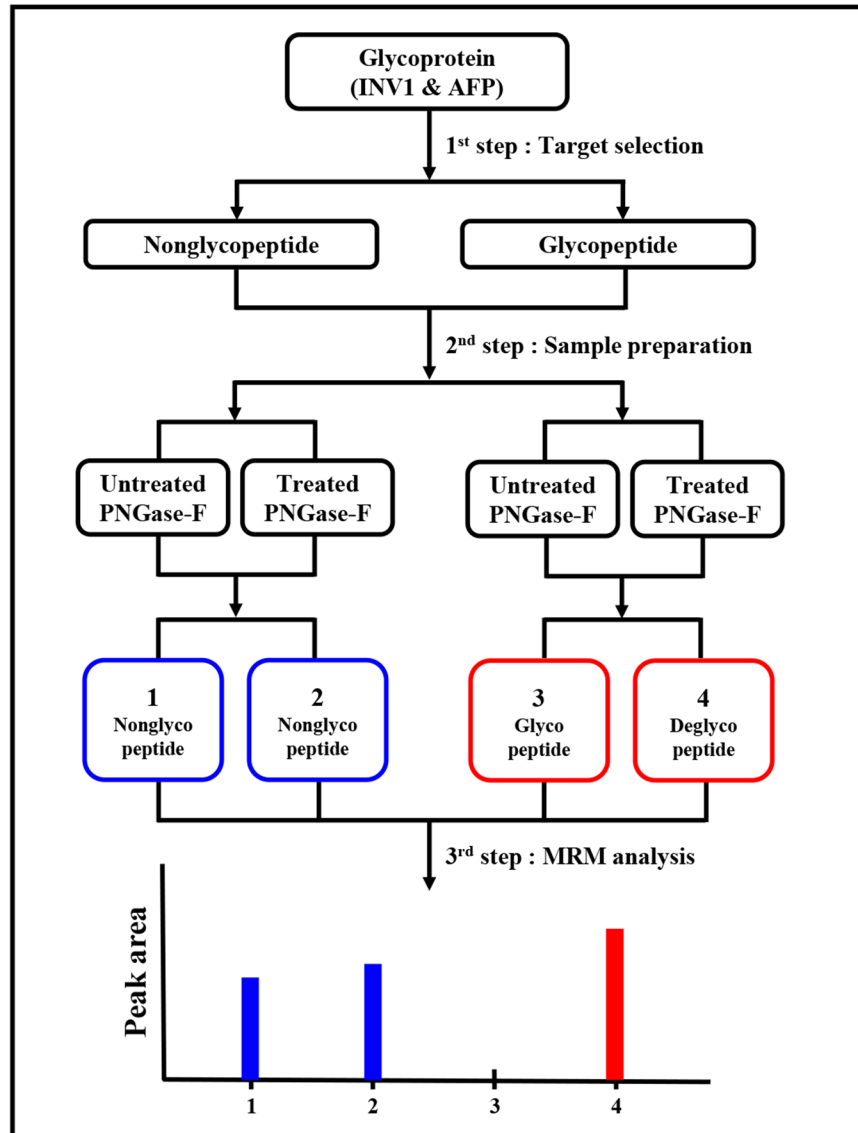 Glycoprotein
(INV1 & AFP)
1st step : Target selection
Nonglycopeptide
Glycopeptide
2nd step : Sample preparation
Untreated
PNGase-F
Treated
PNGase-F
Untreated
PNGase-F
Treated
PNGase-F
1
Nonglyco
peptide
2
Nonglyco
peptide
3
Glyco
peptide
4
Deglyco
peptide
3rd step : MRM analysis
Peak area
1
2
3
4